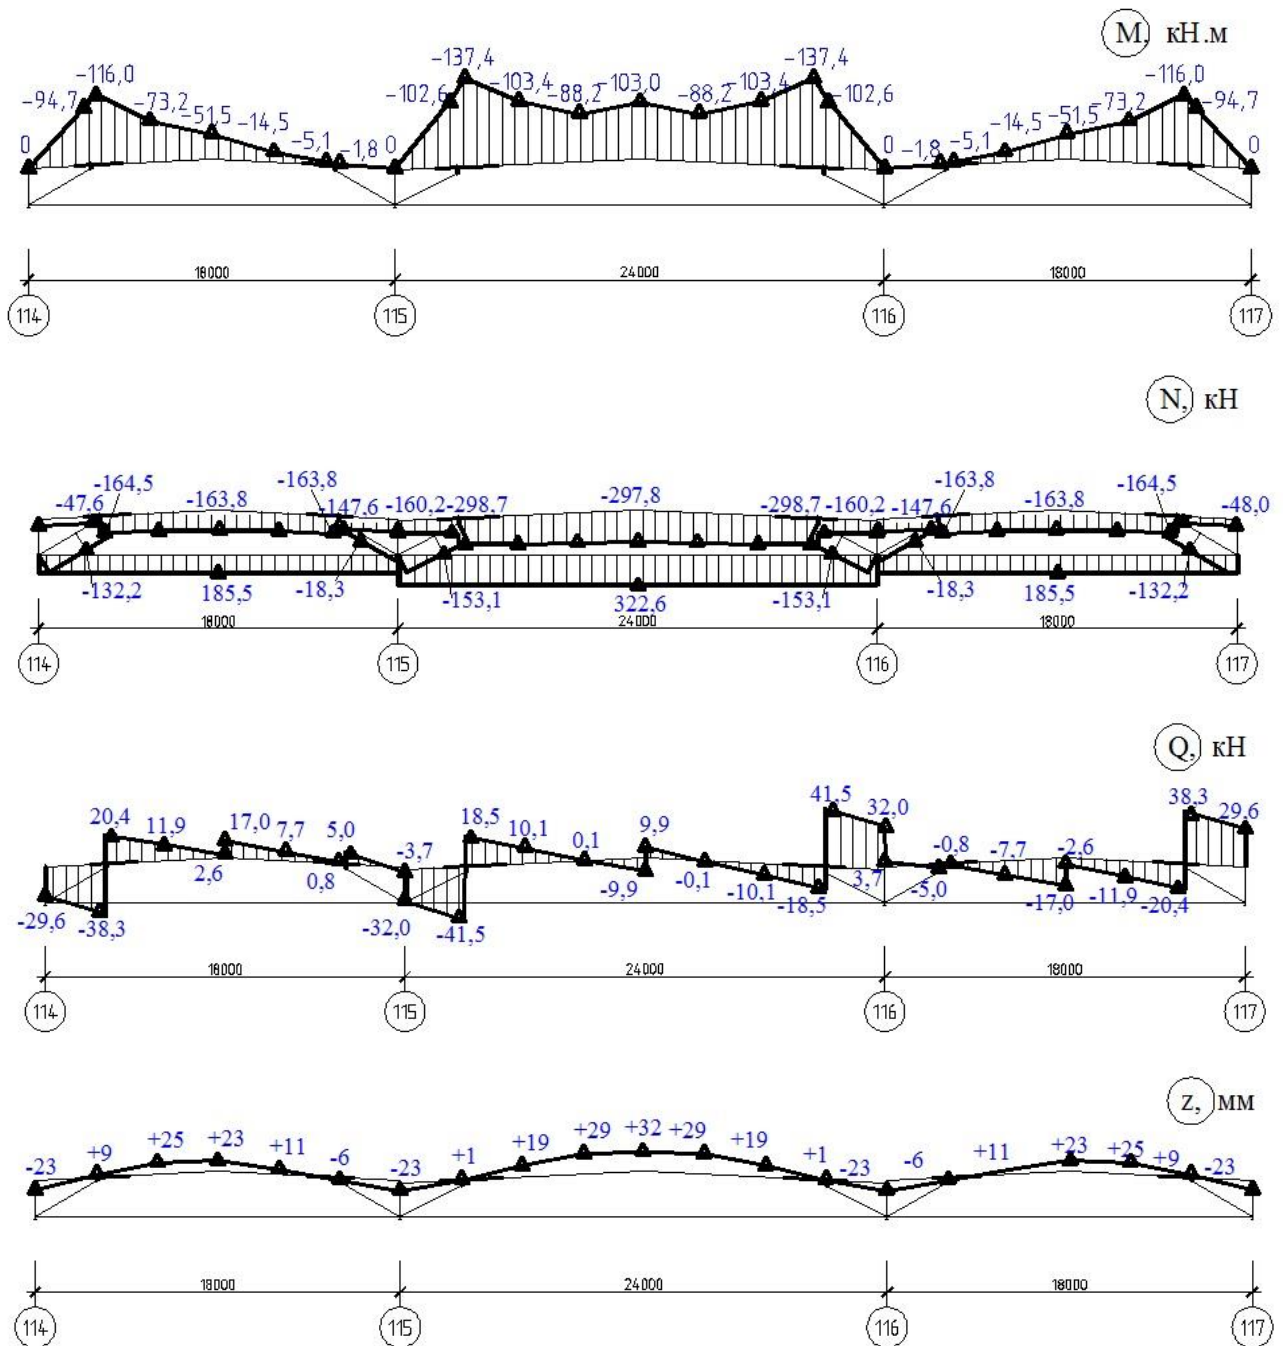 M, кН.м
-116,0 -137,4 -137,4 -116,0
-94,7 -73,2 -102,6 -103,4 -103,0 -103,4 -102,6 -73,2 -94,7
-51,5 -88,2 -88,2 -51,5
-14,5 -14,5
0 -5,1 -1,8 0 0 -1,8 -5,1 0
18000 24000 18000
114 115 116 117
N, кН
-164,5 -163,8 -163,8 -164,5
-47,6 -163,8 -147,6 -160,2 -298,7 -297,8 -298,7 -160,2 -147,6 -163,8 -48,0
-132,2 185,5 -18,3 -153,1 322,6 -153,1 -18,3 185,5 -132,2
18000 24000 18000
114 115 116 117
Q, кН
20,4 11,9 17,0 7,7 5,0 -3,7 18,5 10,1 0,1 9,9 41,5 32,0 -0,8 -7,7 -2,6 38,3 29,6
-29,6 -38,3 2,6 0,8 -32,0 -41,5 -9,9 -0,1 -10,1 -18,5 3,7 -5,0 -17,0 -11,9 -20,4
18000 24000 18000
114 115 116 117
z, мм
-23 +9 +25 +23 +11 -6 -23 +1 +19 +29 +32 +29 +19 +1 -23 -6 +11 +23 +25 +9 -23
18000 24000 18000
114 115 116 117